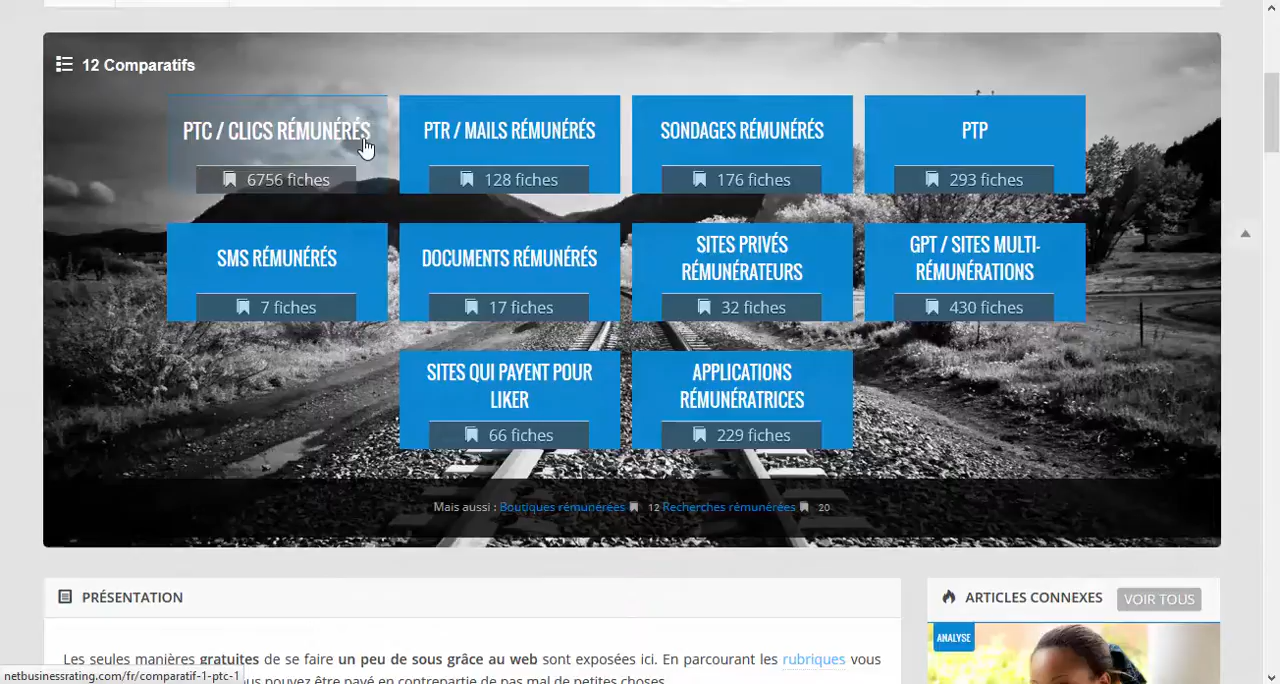 12 Comparatifs
PTC / CLICS RÉMUNÉRÉS
6756 fiches
PTR / MAILS RÉMUNÉRÉS
128 fiches
SONDAGES RÉMUNÉRÉS
176 fiches
PTP
293 fiches
SMS RÉMUNÉRÉS
7 fiches
DOCUMENTS RÉMUNÉRÉS
17 fiches
SITES PRIVÉS
RÉMUNÉRATEURS
32 fiches
GPT / SITES MULTI-
RÉMUNÉRATIONS
430 fiches
SITES QUI PAYENT POUR
LIKER
66 fiches
APPLICATIONS
RÉMUNÉRATRICES
229 fiches
Mais aussi : Boutiques rémunérées 12 Recherches rémunérées 20
PRÉSENTATION
Les seules manières gratuites de se faire un peu de sous grâce au web sont exposées ici. En parcourant les rubriques vous
pouvez être payé en contrepartie de pas mal de petites choses.
ARTICLES CONNEXES VOIR TOUS
ANALYSE
netbusinessrating.com/fr/comparatif-1-ptc-1